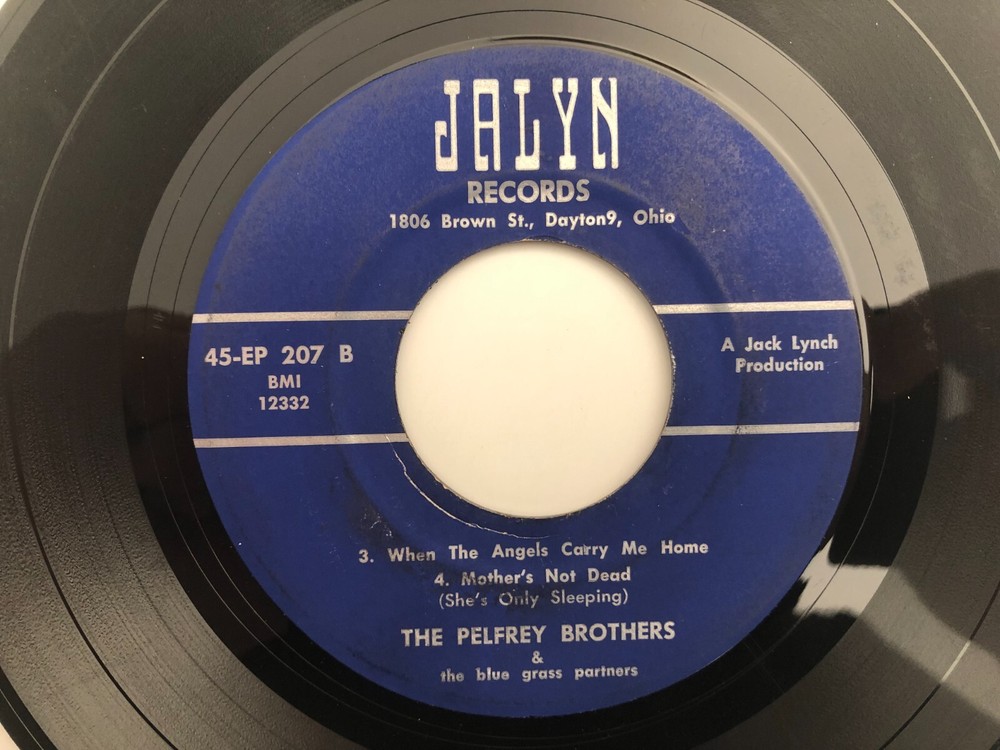 JALYN
RECORDS
1806 Brown St., Dayton9, Ohio
45-EP 207 B
BMI
12332
A Jack Lynch
Production
3. When The Angels Carry Me Home
4. Mother's Not Dead
(She's Only Sleeping)
THE PELFREY BROTHERS
&
the blue grass partners